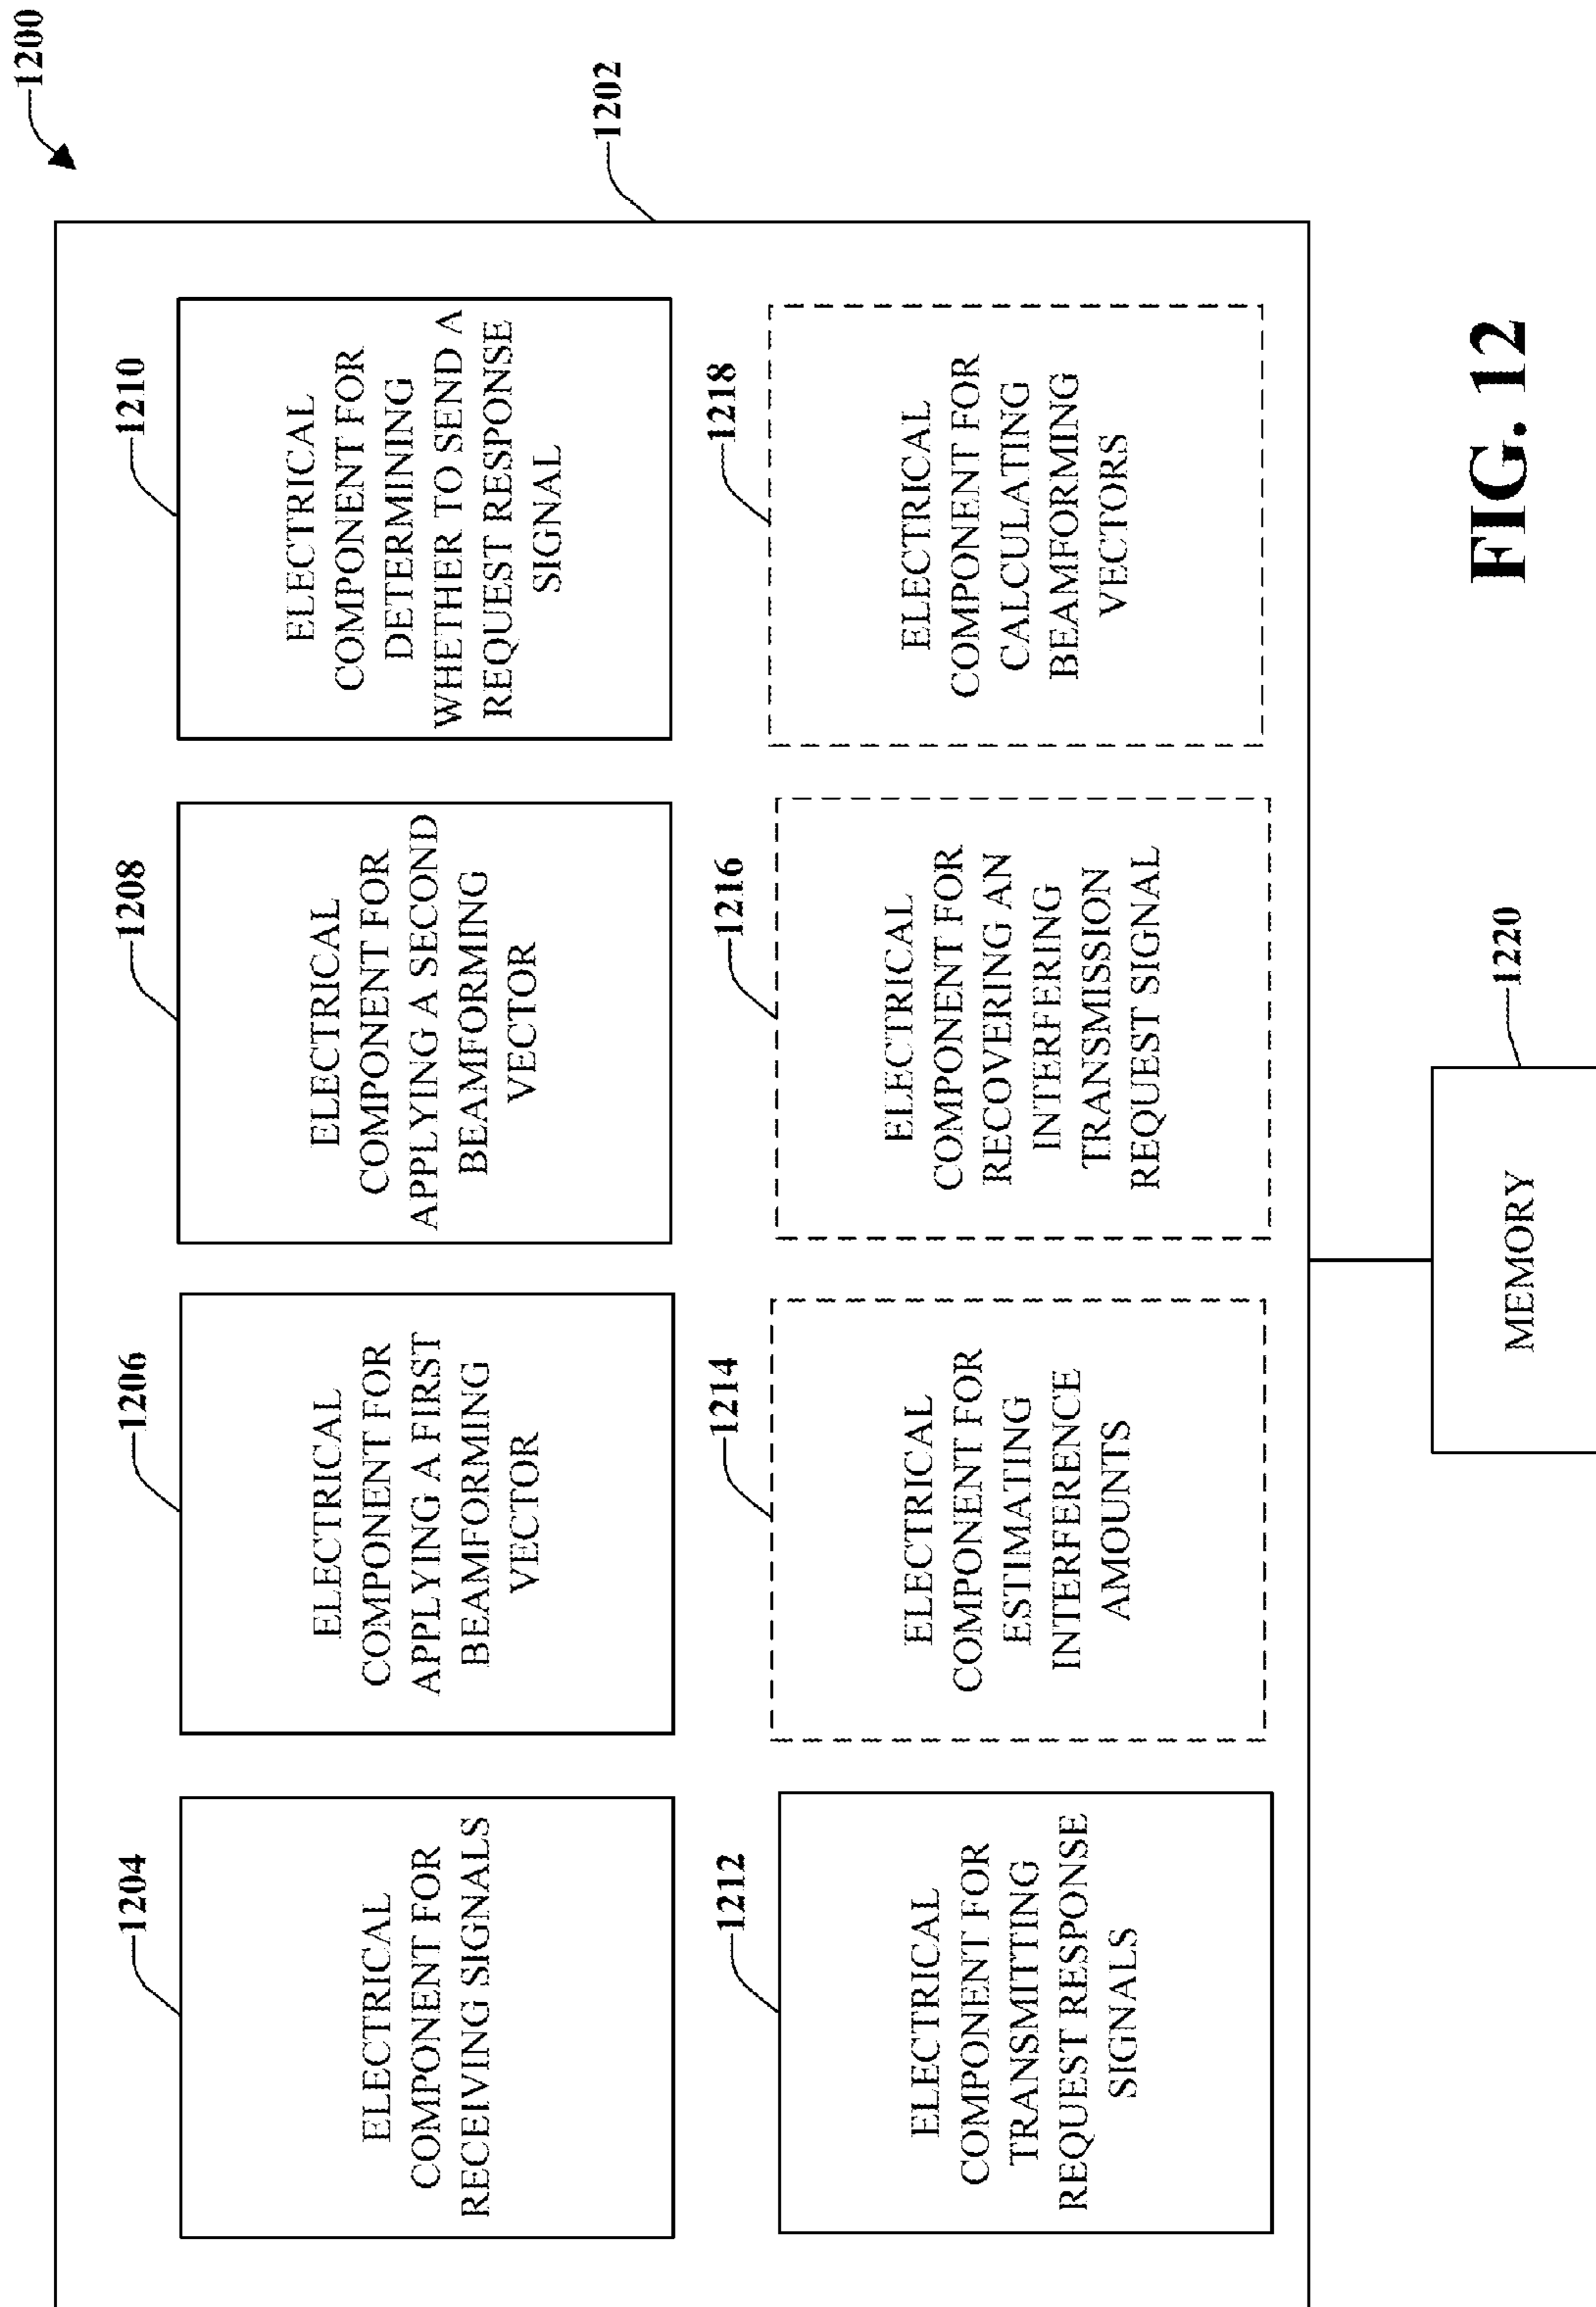 1200
1202
1204
ELECTRICAL
COMPONENT FOR
RECEIVING SIGNALS
1206
ELECTRICAL
COMPONENT FOR
APPLYING A FIRST
BEAMFORMING
VECTOR
1208
ELECTRICAL
COMPONENT FOR
APPLYING A SECOND
BEAMFORMING
VECTOR
1210
ELECTRICAL
COMPONENT FOR
DETERMINING
WHETHER TO SEND A
REQUEST RESPONSE
SIGNAL
1212
ELECTRICAL
COMPONENT FOR
TRANSMITTING
REQUEST RESPONSE
SIGNALS
1214
ELECTRICAL
COMPONENT FOR
ESTIMATING
INTERFERENCE
AMOUNTS
1216
ELECTRICAL
COMPONENT FOR
RECOVERING AN
INTERFERING
TRANSMISSION
REQUEST SIGNAL
1218
ELECTRICAL
COMPONENT FOR
CALCULATING
BEAMFORMING
VECTORS
1220
MEMORY
FIG. 12